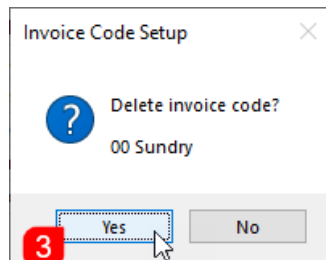 Invoice Code Setup
Delete invoice code?
00 Sundry
Yes No
3